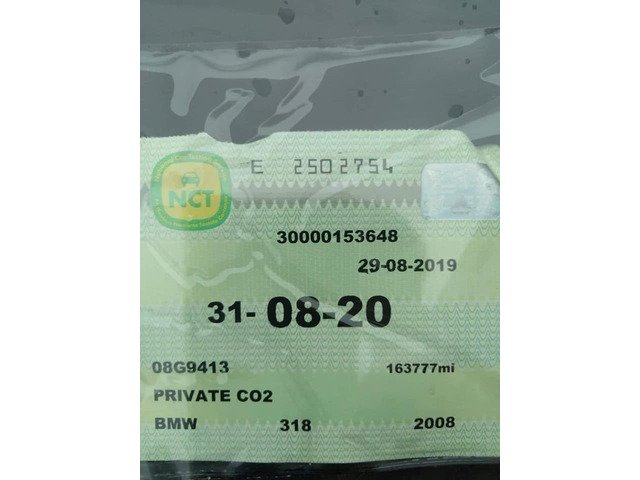 E 2502754
NCT
30000153648
29-08-2019
31- 08-20
08G9413 163777mi
PRIVATE CO2
BMW 318 2008